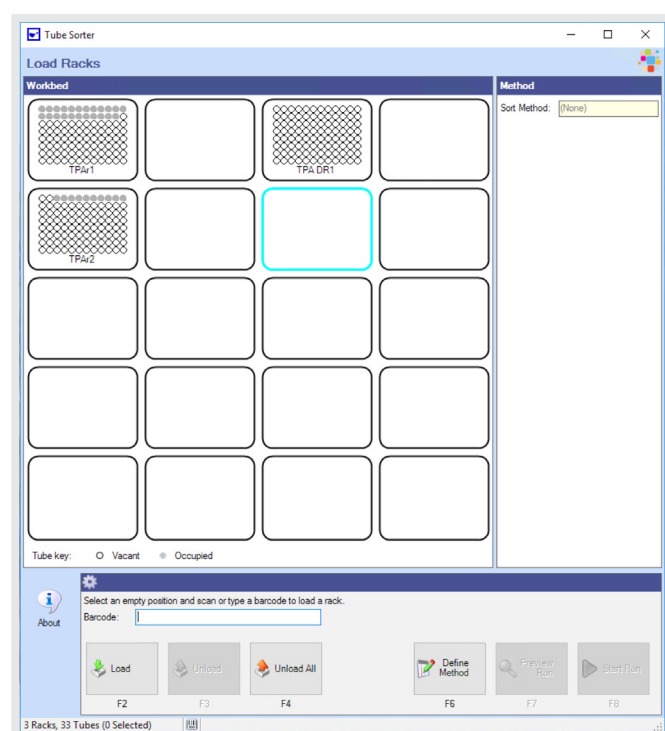 Tube Sorter
Load Racks
Workbed
Method
Sort Method: (None)
TPAr1
TPA DR1
TPAr2
Tube key: Vacant Occupied
Select an empty position and scan or type a barcode to load a rack.
About
Barcode:
Load
Unload
Unload All
Define Method
Preview Run
Start Run
F2
F3
F4
F6
F7
F8
3 Racks, 33 Tubes (0 Selected)